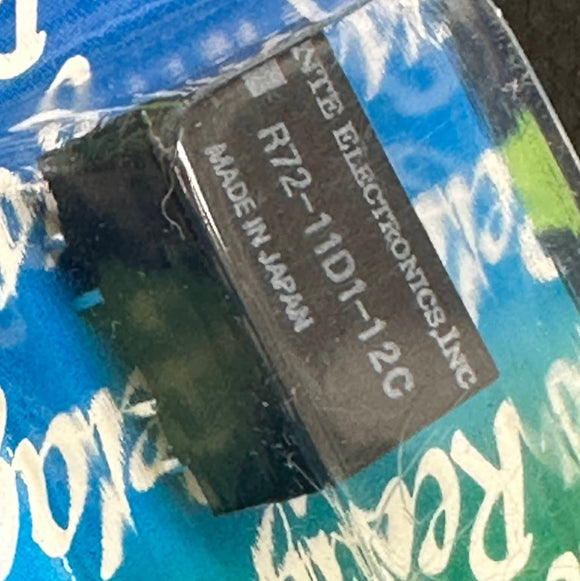 NTE ELECTRONICS,INC
R72-11D1-12C
MADE IN JAPAN